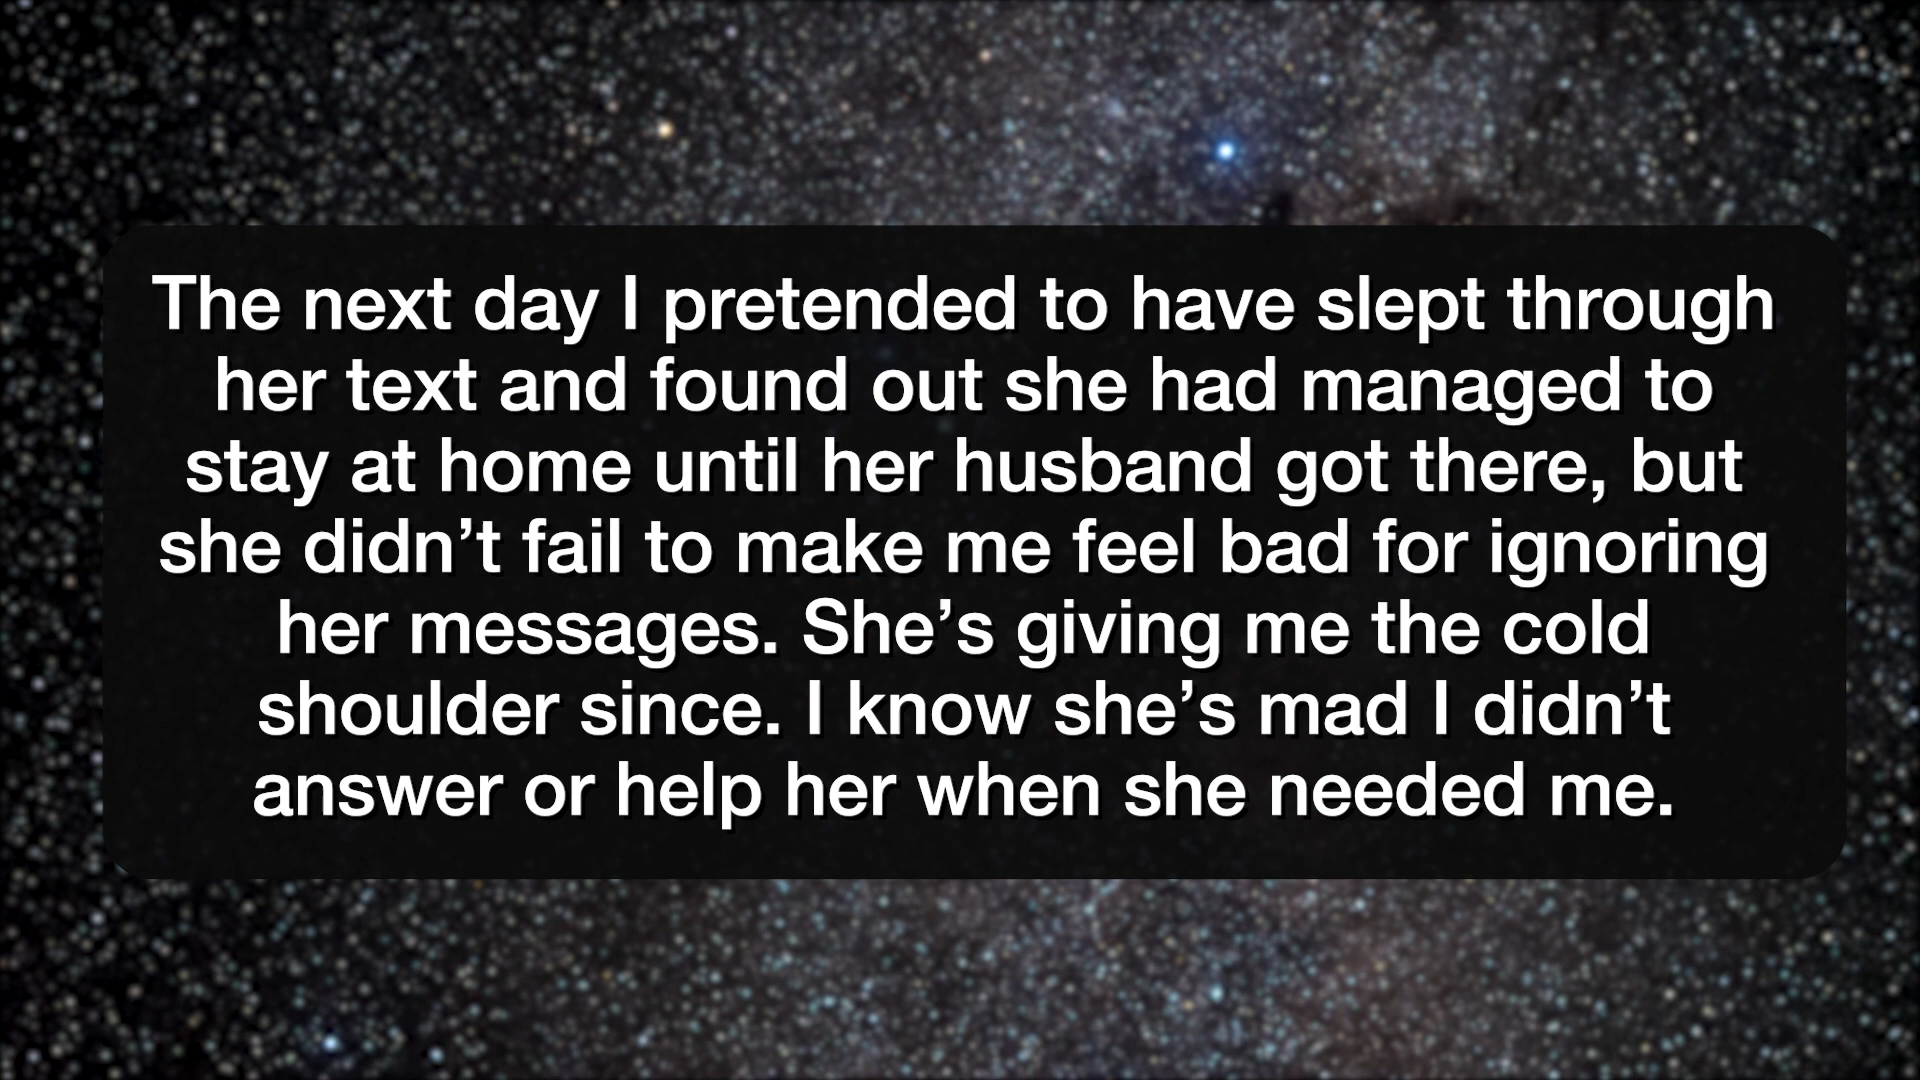 The next day I pretended to have slept through
her text and found out she had managed to
stay at home until her husband got there, but
she didn’t fail to make me feel bad for ignoring
her messages. She’s giving me the cold
shoulder since. I know she’s mad I didn’t
answer or help her when she needed me.